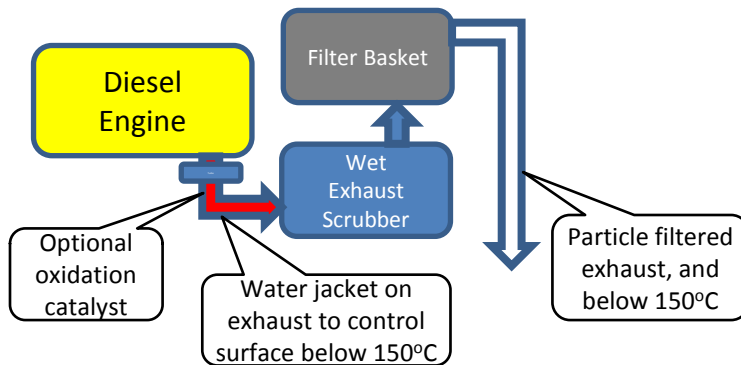 Diesel
Engine
Filter Basket
Wet
Exhaust
Scrubber
Optional
oxidation
catalyst
Water jacket on
exhaust to control
surface below 150°C
Particle filtered
exhaust, and
below 150°C